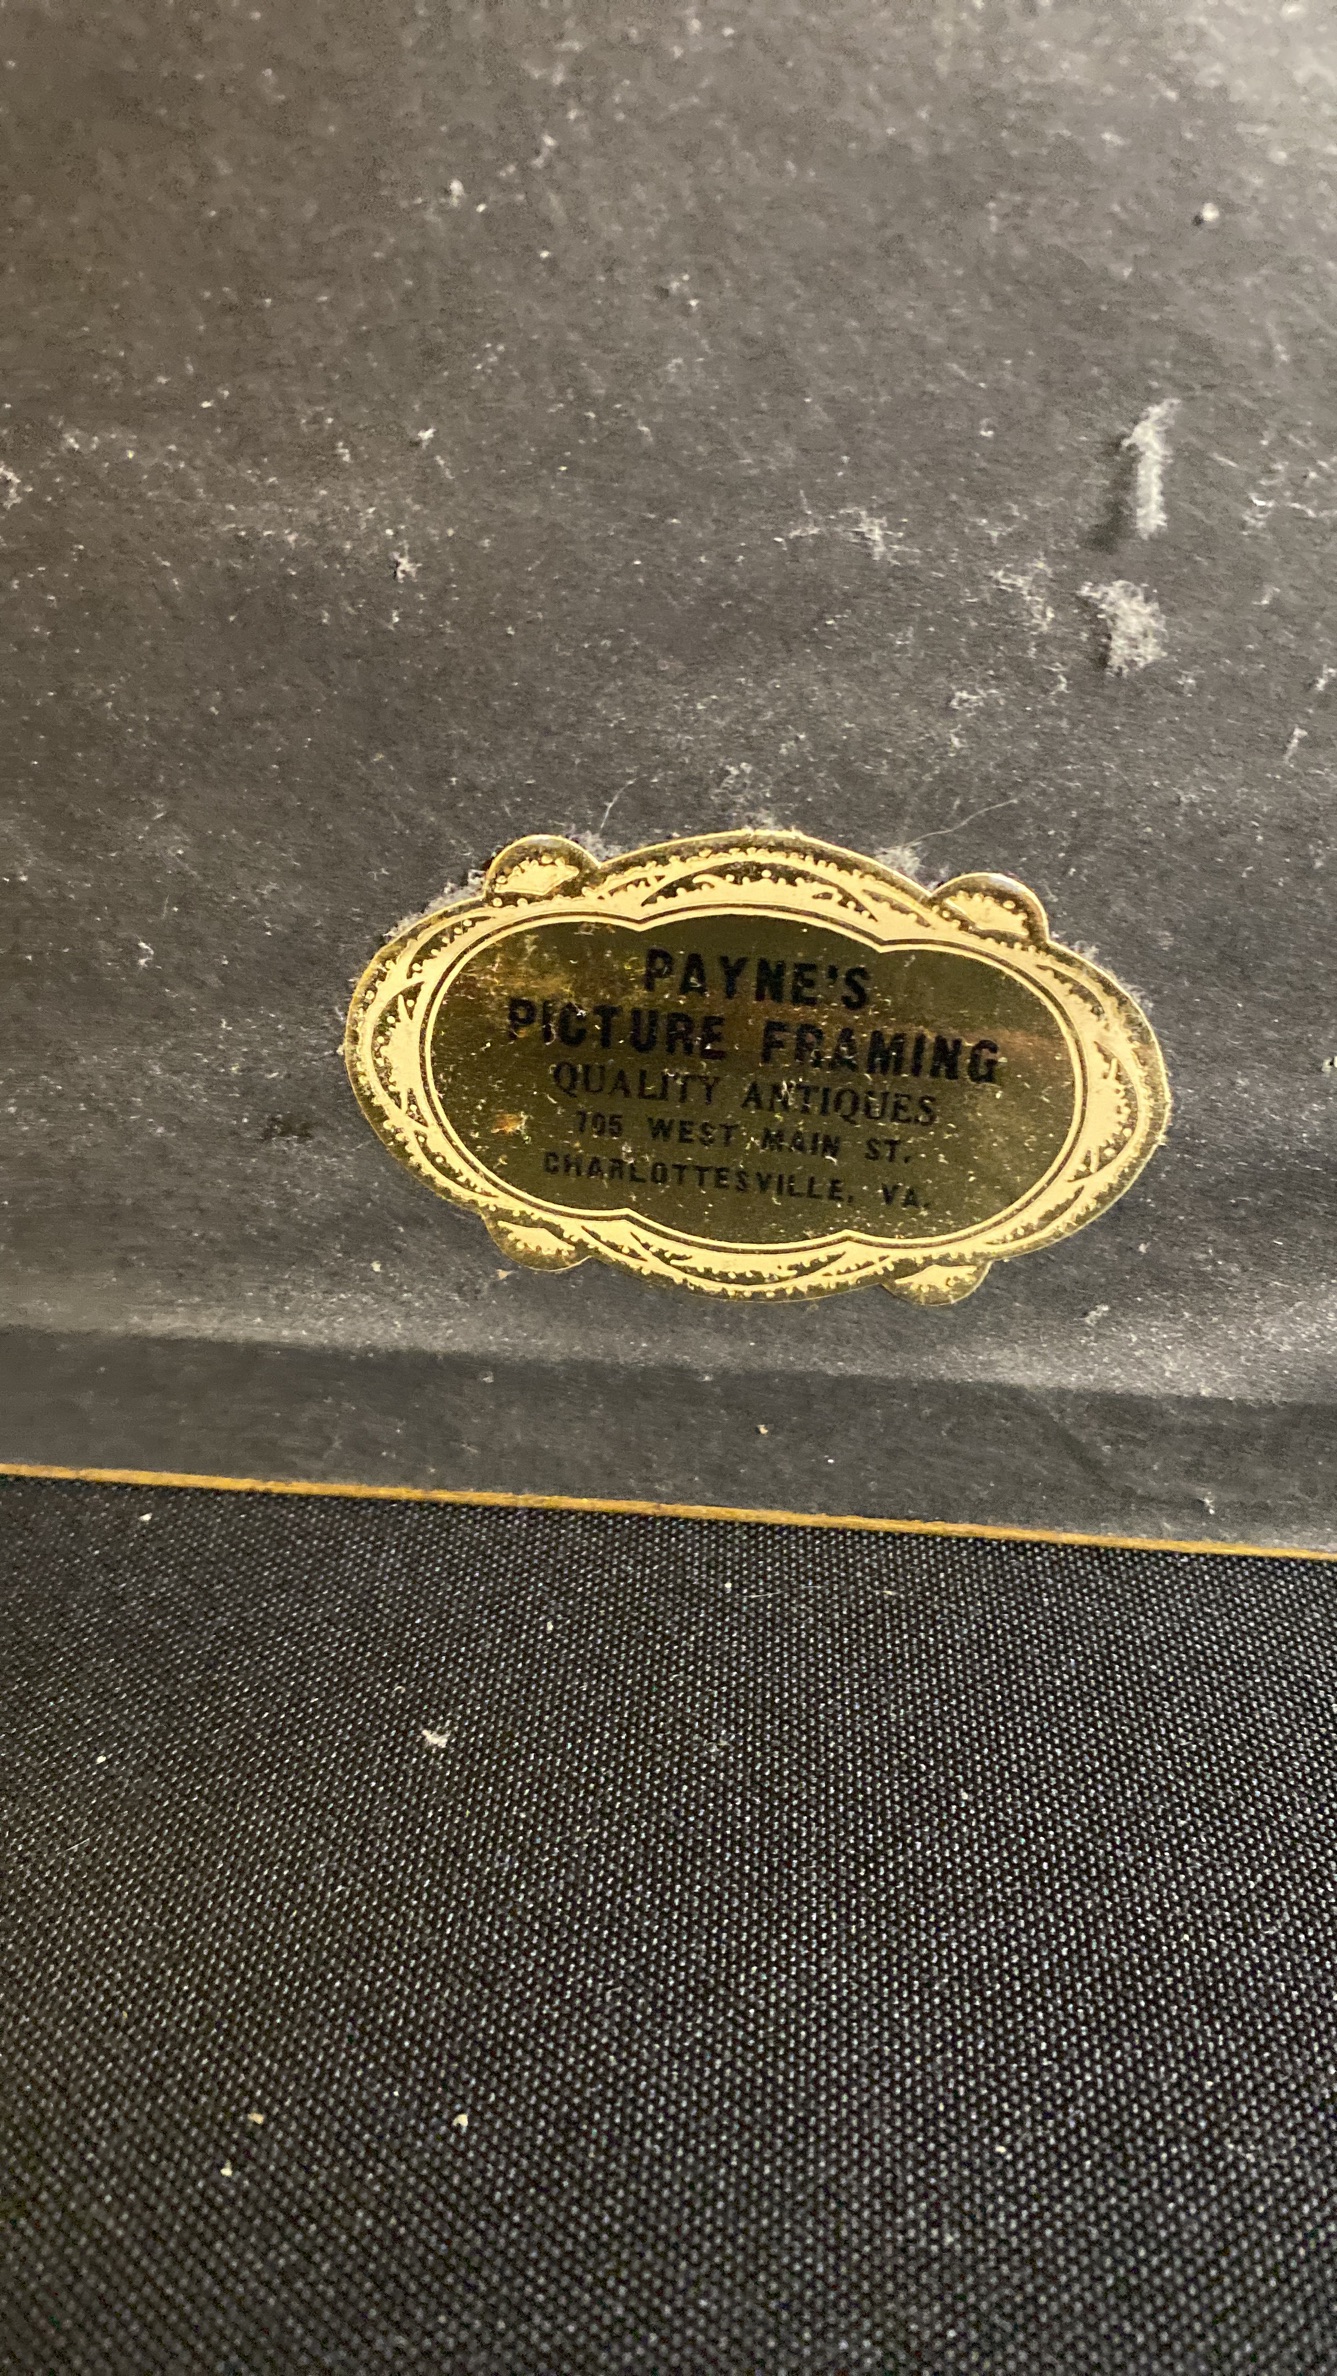 PAYNE'S
PICTURE FRAMING
QUALITY ANTIQUES
705 WEST MAIN ST.
CHARLOTTESVILLE, VA.